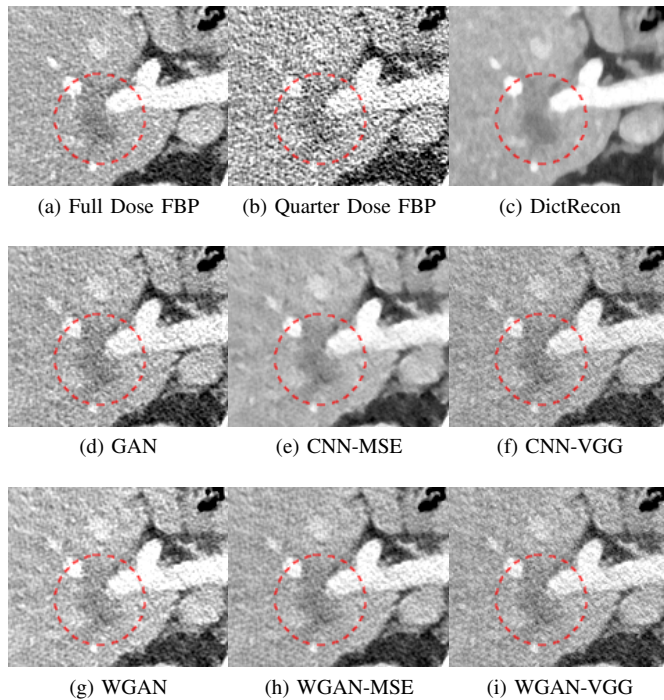 (a) Full Dose FBP
(b) Quarter Dose FBP
(c) DictRecon
(d) GAN
(e) CNN-MSE
(f) CNN-VGG
(g) WGAN
(h) WGAN-MSE
(i) WGAN-VGG